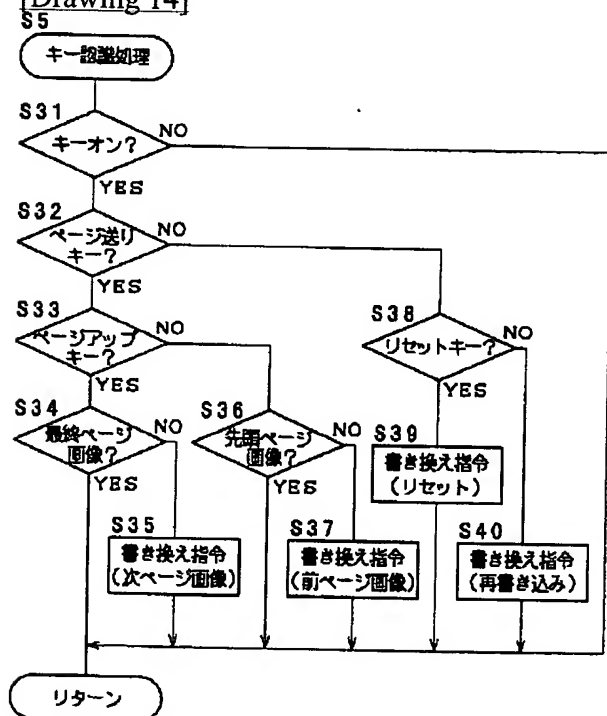 [Drawing 14]
S5
キー認識処理
S31
キーオン?
NO
YES
S32
ページ送り
キー?
NO
YES
S33
ページアップ
キー?
NO
YES
S38
リセットキー?
NO
YES
S34
最終ページ
画像?
NO
YES
S36
先頭ページ
画像?
NO
YES
S39
書き換え指令
(リセット)
S35
書き換え指令
(次ページ画像)
S37
書き換え指令
(前ページ画像)
S40
書き換え指令
(再書き込み)
リターン